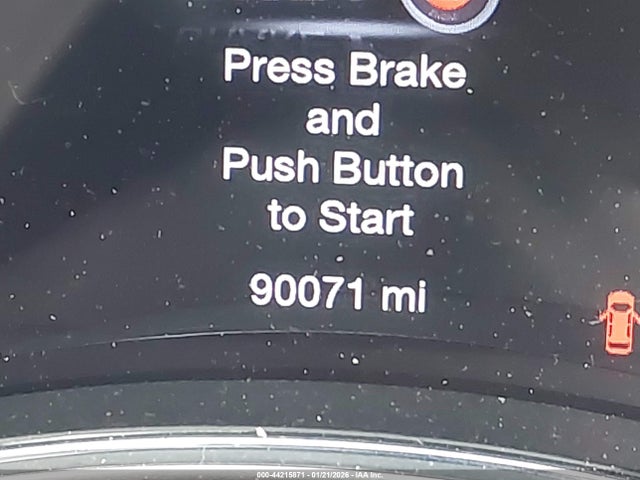 Press Brake
and
Push Button
to Start
90071 mi
000-44215871 - 01/21/2026 - IAA Inc.